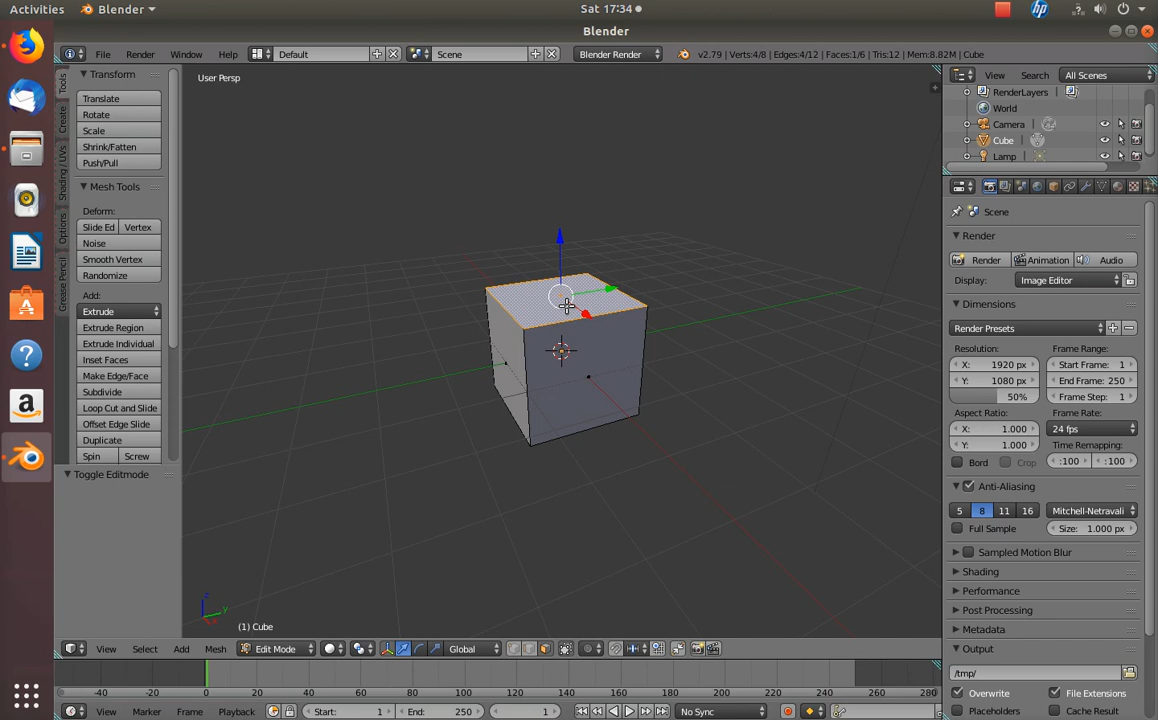 Activities Blender Sat 17:34
Blender
File Render Window Help Default Scene Blender Render v2.79 | Verts:4/8 | Edges:4/12 | Faces:1/6 | Tris:12 | Mem:8.82M | Cube
Tools
Create
Shading / UVs
Options
Grease Pencil
Transform
Translate
Rotate
Scale
Shrink/Fatten
Push/Pull
Mesh Tools
Deform:
Slide Ed Vertex
Noise
Smooth Vertex
Randomize
Add:
Extrude
Extrude Region
Extrude Individual
Inset Faces
Make Edge/Face
Subdivide
Loop Cut and Slide
Offset Edge Slide
Duplicate
Spin Screw
Toggle Editmode
User Persp
z
y
x
(1) Cube
View Select Add Mesh Edit Mode Global
-40 -20 0 20 40 60 80 100 120 140 160 180 200 220 240 260 280
View Marker Frame Playback Start: 1 End: 250 1 No Sync
View Search All Scenes
RenderLayers
World
Camera
Cube
Lamp
Scene
Render
Render Animation Audio
Display: Image Editor
Dimensions
Render Presets
Resolution: Frame Range:
X: 1920 px Start Frame: 1
Y: 1080 px End Frame: 250
50% Frame Step: 1
Aspect Ratio: Frame Rate:
X: 1.000 24 fps
Y: 1.000 Time Remapping:
Bord Crop :100 :100
Anti-Aliasing
5 8 11 16 Mitchell-Netravali
Full Sample Size: 1.000 px
Sampled Motion Blur
Shading
Performance
Post Processing
Metadata
Output
/tmp/
Overwrite File Extensions
Placeholders Cache Result